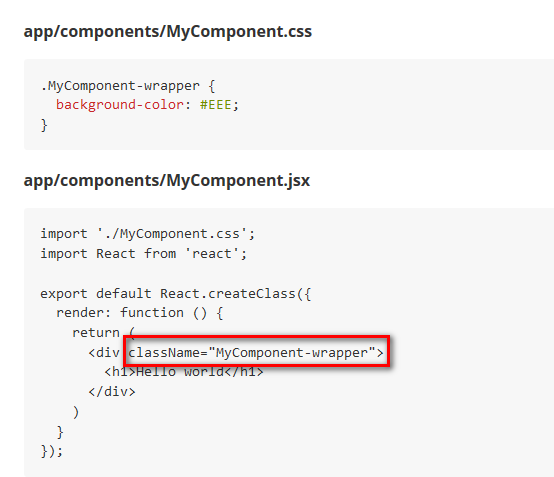 app/components/MyComponent.css
.MyComponent-wrapper {
  background-color: #EEE;
}
app/components/MyComponent.jsx
import './MyComponent.css';
import React from 'react';

export default React.createClass({
  render: function () {
    return (
      <div className="MyComponent-wrapper">
        <h1>Hello world</h1>
      </div>
    )
  }
});